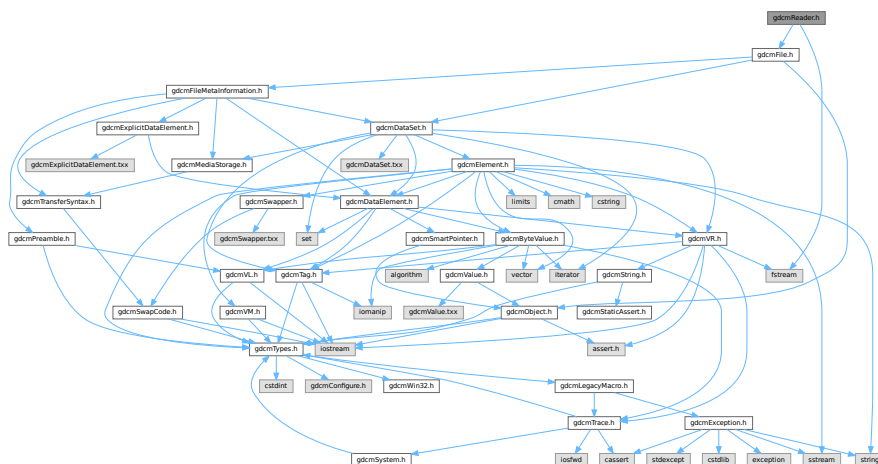 gdcmReader.h
gdcmFile.h
gdcmFileMetaInformation.h
gdcmExplicitDataElement.h
gdcmDataSet.h
gdcmExplicitDataElement.txx
gdcmMediaStorage.h
gdcmDataSet.txx
gdcmElement.h
gdcmTransferSyntax.h
gdcmSwapper.h
gdcmDataElement.h
limits
cmath
cstring
gdcmPreamble.h
gdcmSwapper.txx
set
gdcmSmartPointer.h
gdcmByteValue.h
gdcmVR.h
gdcmVL.h
gdcmTag.h
algorithm
gdcmValue.h
vector
iterator
gdcmString.h
fstream
gdcmSwapCode.h
gdcmVM.h
iomanip
gdcmValue.txx
gdcmObject.h
gdcmStaticAssert.h
gdcmTypes.h
iostream
assert.h
cstdint
gdcmConfigure.h
gdcmWin32.h
gdcmLegacyMacro.h
gdcmTrace.h
gdcmException.h
gdcmSystem.h
iosfwd
cassert
stdexcept
cstdlib
exception
sstream
string